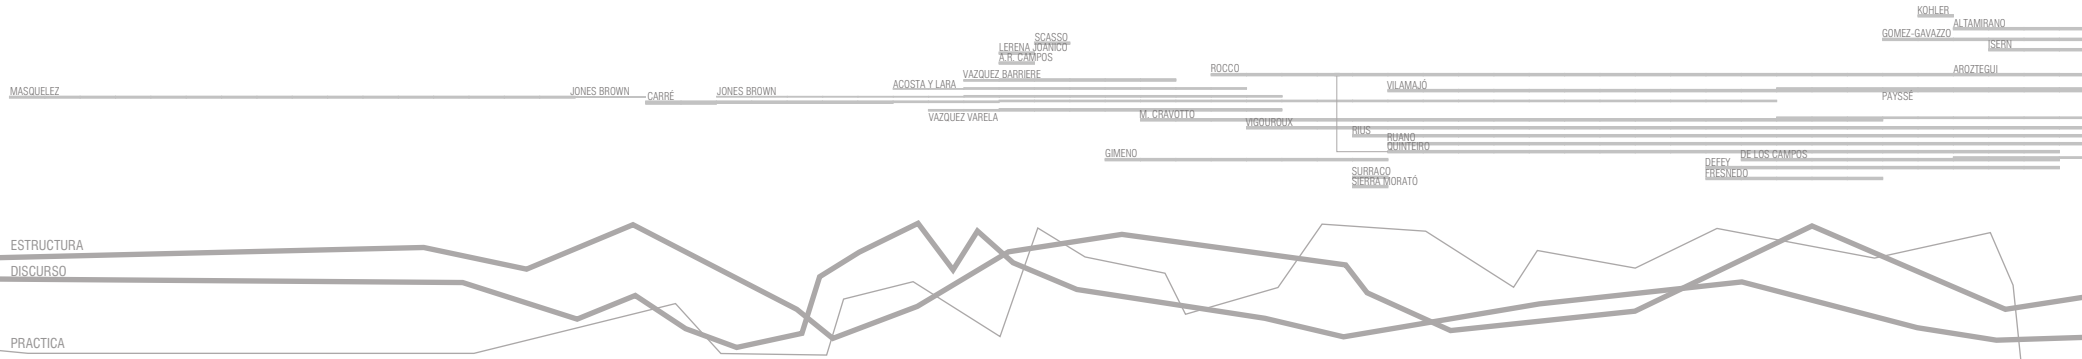 KOHLER
ALTAMIRANO
GOMEZ-GAVAZZO
ISERN
SCASSO
LERENA JOANICO
A.R. CAMPOS
ROCCO
AROZTEGUI
VAZQUEZ BARRIERE
ACOSTA Y LARA
VILAMAJÓ
MASQUELEZ
JONES BROWN
CARRÉ
JONES BROWN
PAYSSÉ
VAZQUEZ VARELA
M. CRAVOTTO
VIGOUROUX
RIUS
RUANO
QUINTEIRO
GIMENO
DE LOS CAMPOS
DEFEY
FRESNEDO
SURRACO
SIERRA MORATÓ
ESTRUCTURA
DISCURSO
PRACTICA